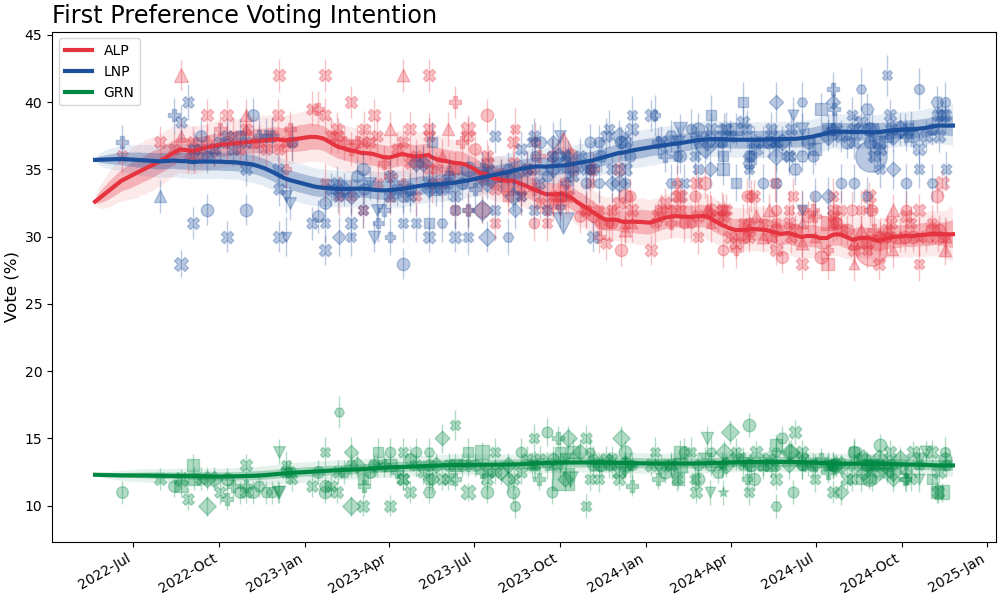 First Preference Voting Intention
ALP
LNP
GRN
Vote (%)
45
40
35
30
25
20
15
10
2022-Jul
2022-Oct
2023-Jan
2023-Apr
2023-Jul
2023-Oct
2024-Jan
2024-Apr
2024-Jul
2024-Oct
2025-Jan